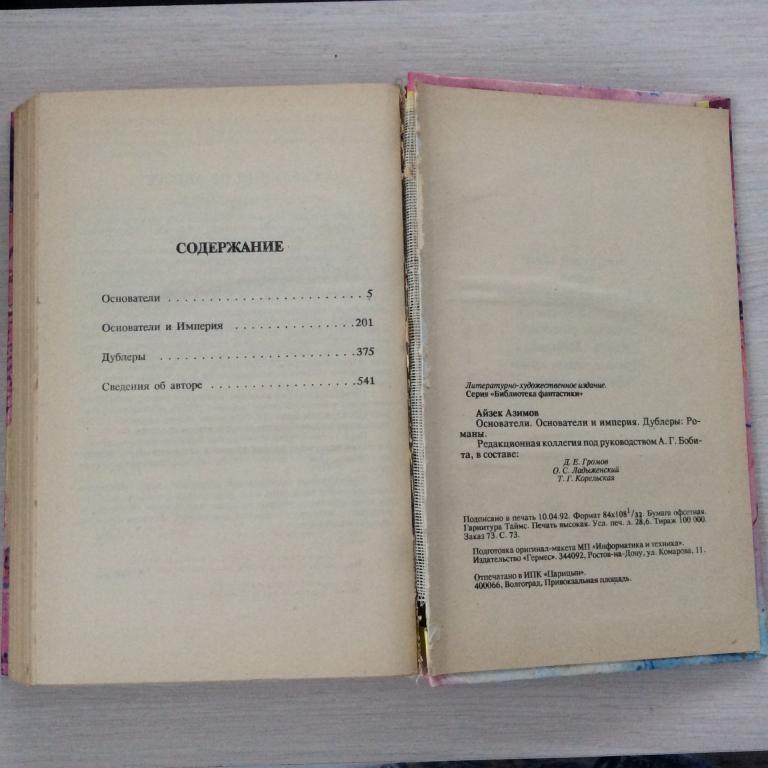 СОДЕРЖАНИЕ
Основатели . . . . . . . . . . . . . . . . . . . . . . . . 5
Основатели и Империя . . . . . . . . . . . . . . .201
Дублеры . . . . . . . . . . . . . . . . . . . . . . . .375
Сведения об авторе . . . . . . . . . . . . . . . . . .541
Литературно-художественное издание.
Серия «Библиотека фантастики»
Айзек Азимов
Основатели. Основатели и империя. Дублеры: Ро-
маны.
Редакционная коллегия под руководством А. Г. Боби-
та, в составе:
Д. Е. Громов
О. С. Ладыженский
Т. Г. Корельская
Подписано в печать 10.04.92. Формат 84х108 1/32. Бумага офсетная.
Гарнитура Таймс. Печать высокая. Усл. печ. л. 28,6. Тираж 100 000.
Заказ 73. С. 73.
Подготовка оригинал-макета МП «Информатика и техника».
Издательство «Гермес». 344092, Ростов-на-Дону, ул. Комарова, 11.
Отпечатано в ИПК «Царицын».
400066, Волгоград, Привокзальная площадь.